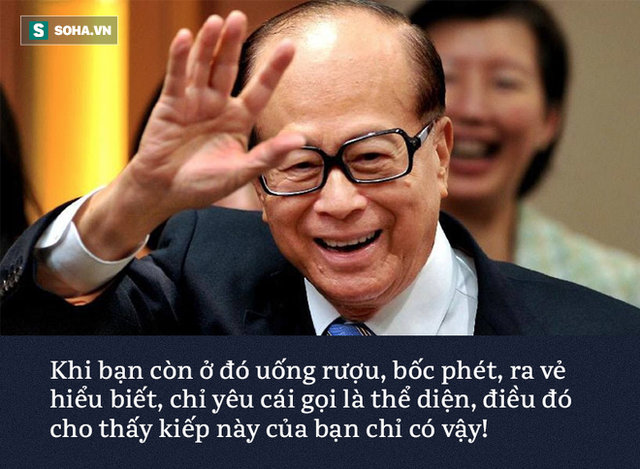 S SOHA.VN
Khi bạn còn ở đó uống rượu, bốc phét, ra vẻ
hiểu biết, chỉ yêu cái gọi là thể diện, điều đó
cho thấy kiếp này của bạn chỉ có vậy!